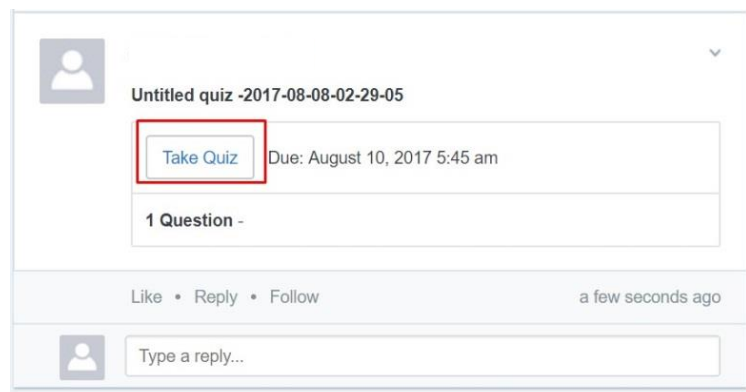 Untitled quiz -2017-08-08-02-29-05
Take Quiz Due: August 10, 2017 5:45 am
1 Question -
Like • Reply • Follow a few seconds ago
Type a reply...